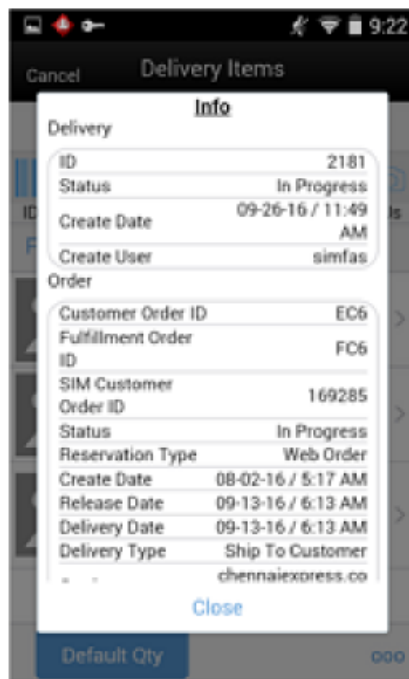 9:22
Cancel Delivery Items
Info
Delivery
ID 2181
Status In Progress
Create Date 09-26-16 / 11:49
AM
Create User simfas
Order
Customer Order ID EC6
Fulfillment Order
ID FC6
SIM Customer
Order ID 169285
Status In Progress
Reservation Type Web Order
Create Date 08-02-16 / 5:17 AM
Release Date 09-13-16 / 6:13 AM
Delivery Date 09-13-16 / 6:13 AM
Delivery Type Ship To Customer
chennaiexpress.co
Close
Default Qty